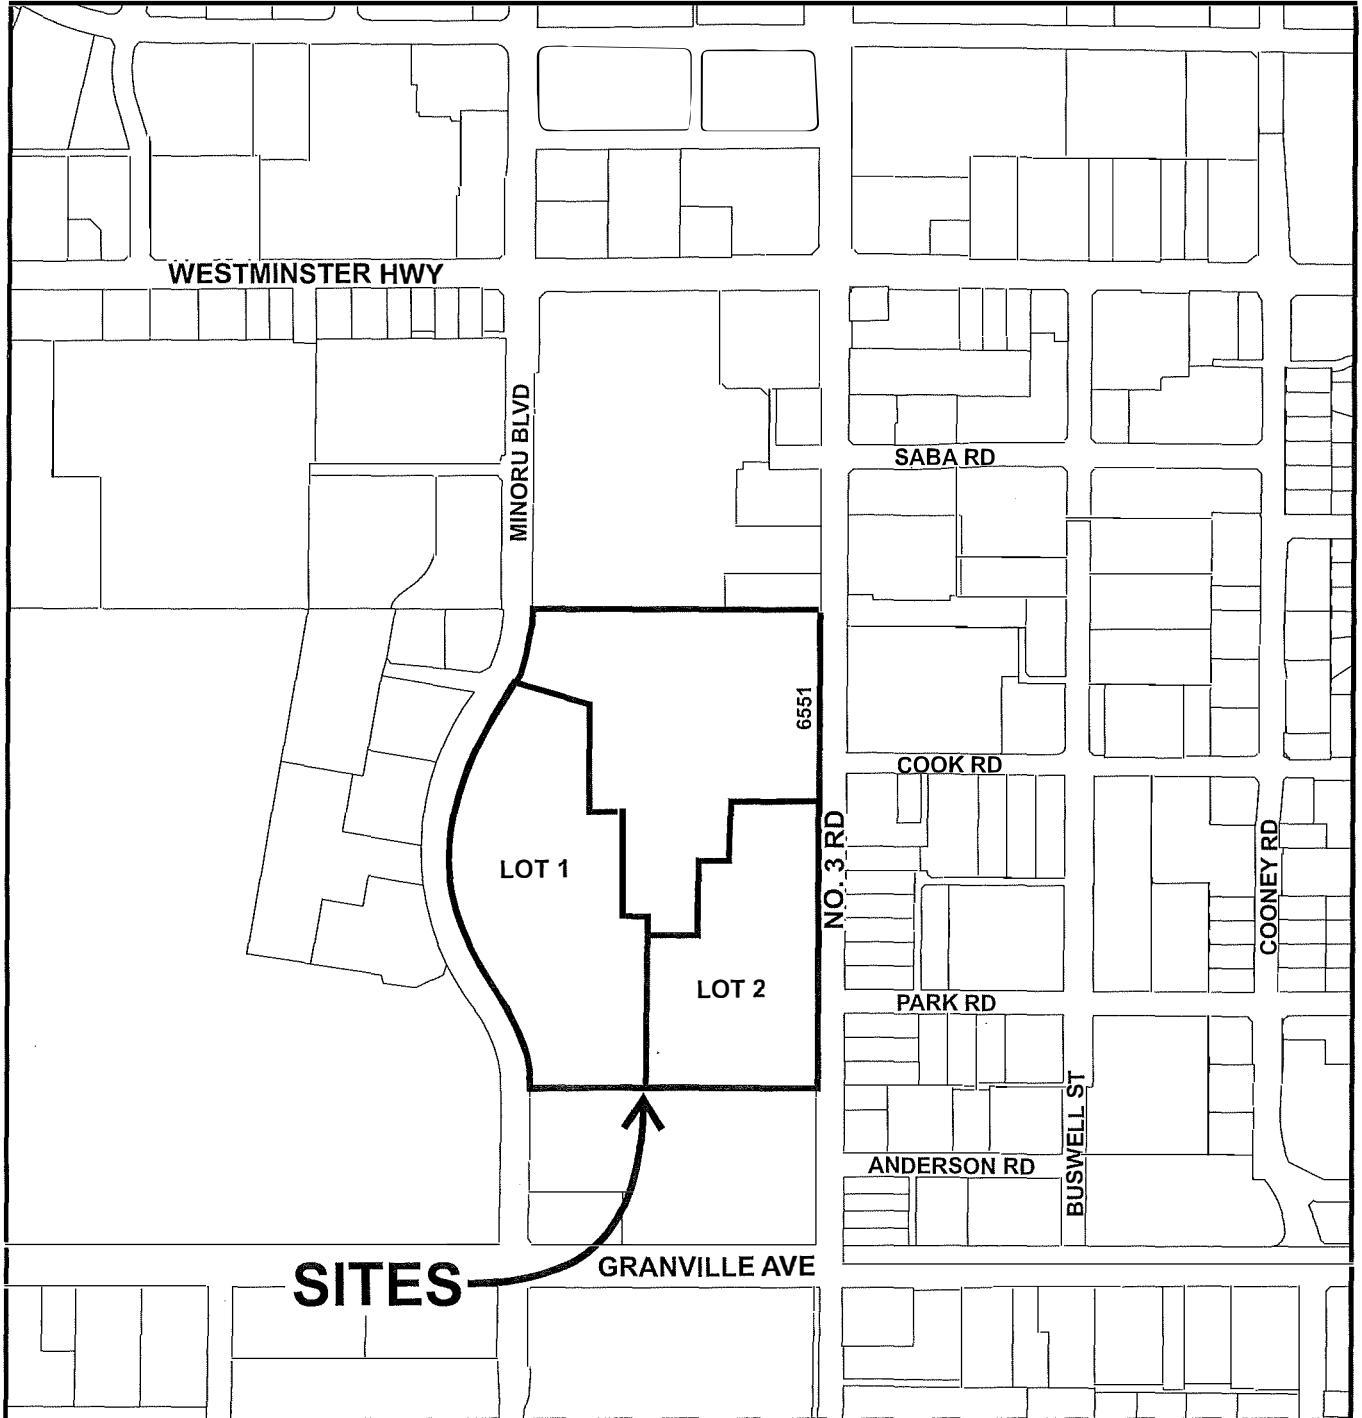 WESTMINSTER HWY
MINORU BLVD
SABA RD
6551
COOK RD
NO. 3 RD
COONEY RD
LOT 1
LOT 2
PARK RD
BUSWELL ST
ANDERSON RD
GRANVILLE AVE
SITES